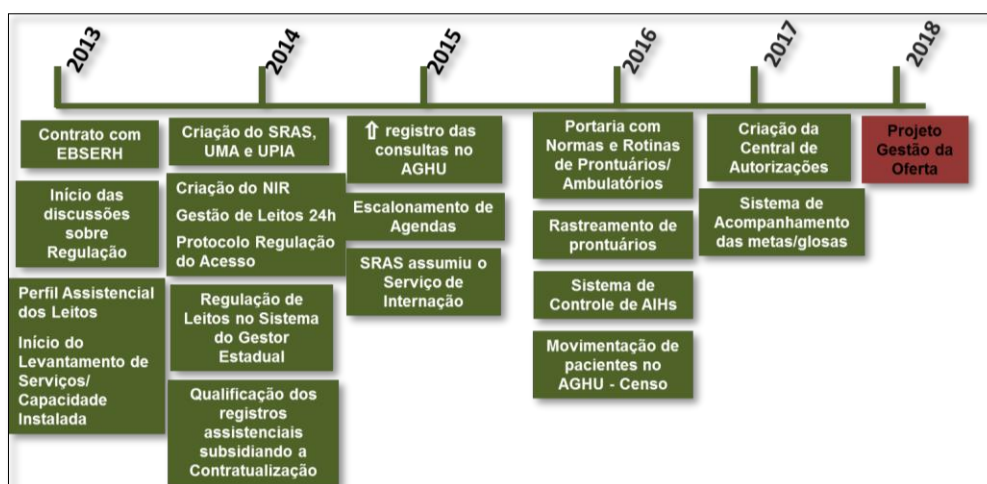 2013
2014
2015
2016
2017
2018
Contrato com
EBSERH
Início das
discussões
sobre
Regulação
Perfil Assistencial
dos Leitos
Início do
Levantamento de
Serviços/
Capacidade
Instalada
Criação do SRAS,
UMA e UPIA
Criação do NIR
Gestão de Leitos 24h
Protocolo Regulação
do Acesso
Regulação de
Leitos no Sistema
do Gestor
Estadual
Qualificação dos
registros
assistenciais
subsidiando a
Contratualização
⇧ registro das
consultas no
AGHU
Escalonamento de
Agendas
SRAS assumiu o
Serviço de
Internação
Portaria com
Normas e Rotinas
de Prontuários/
Ambulatórios
Rastreamento de
prontuários
Sistema de
Controle de AIHs
Movimentação de
pacientes no
AGHU - Censo
Criação da
Central de
Autorizações
Sistema de
Acompanhamento
das metas/glosas
Projeto
Gestão da
Oferta